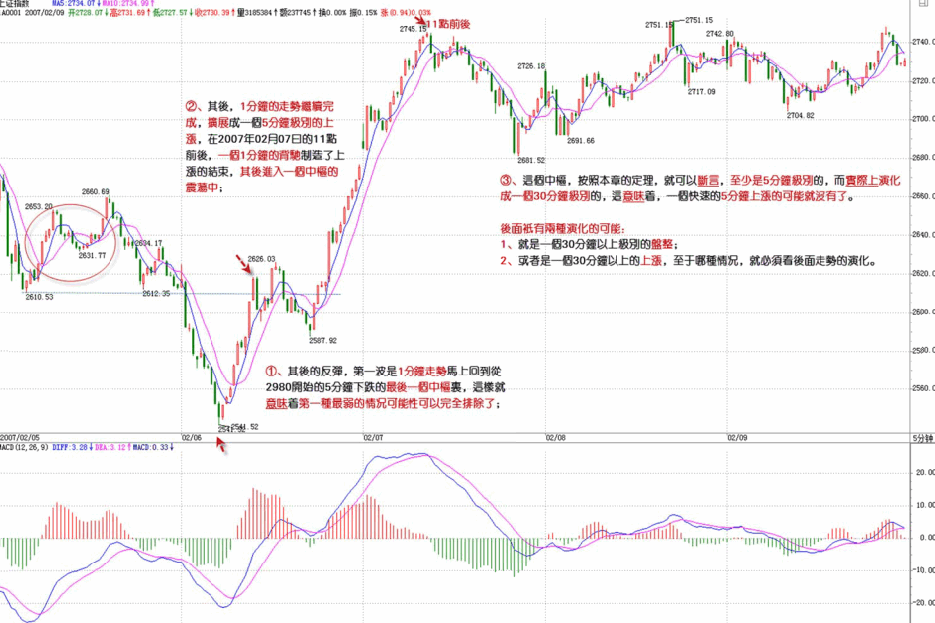 上证指数 MA5:2734.07↓ MA10:2734.99↑
1A0001 2007/02/09 开2728.07↓高2731.69↑低2727.57↓收2730.39↑量3185384↑额237745↑换0.00% 振0.15% 涨(0.94)0.03%
11點前後
2745.15
2751.15
2751.15
2742.80
2726.18
2717.09
2704.82
2691.66
2681.52
2660.69
2653.20
2631.77
2634.17
2626.03
2610.53
2612.35
2587.92
2541.52
②、其後，1分鐘的走勢繼續完
成，擴展成一個5分鐘級別的上
漲，在2007年02月07日的11點
前後，一個1分鐘的背馳制造了上
漲的結束，其後進入一個中樞的
震蕩中；
③、這個中樞，按照本章的定理，就可以斷言，至少是5分鐘級別的，而實際上演化
成一個30分鐘級別的，這意味着，一個快速的5分鐘上漲的可能就沒有了。
後面衹有兩種演化的可能：
1、就是一個30分鐘以上級別的盤整；
2、或者是一個30分鐘以上的上漲，至于哪種情況，就必須看後面走勢的演化。
①、其後的反彈，第一波是1分鐘走勢馬上回到從
2980開始的5分鐘下跌的最後一個中樞裏，這樣就
意味着第一種最弱的情況可能性可以完全排除了；
2740.0
2720.0
2700.0
2680.0
2660.0
2640.0
2620.0
2600.0
2580.0
2560.0
2007/02/05 02/06 02/07 02/08 02/09 5分钟
MACD(12,26,9) DIFF:3.28↓ DEA:3.12↑ MACD:0.33↓
20.00
10.00
0.00
-10.00
-20.00